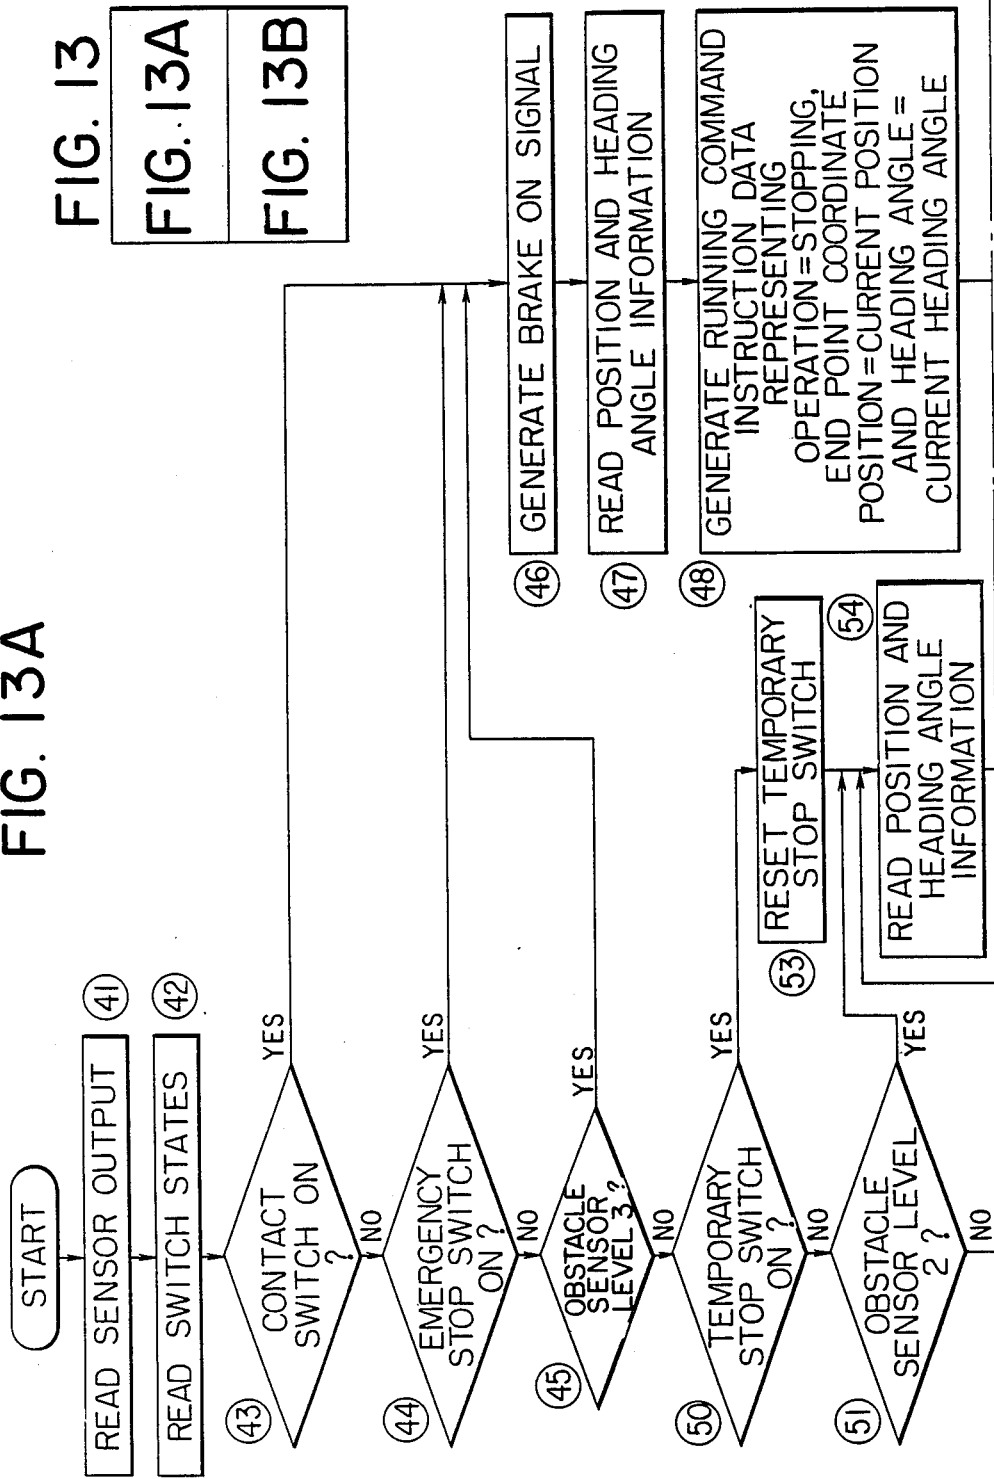 FIG. 13A
FIG. 13
FIG. 13A
FIG. 13B
START
READ SENSOR OUTPUT
41
READ SWITCH STATES
42
43
CONTACT
SWITCH ON
?
YES
NO
44
EMERGENCY
STOP SWITCH
ON ?
YES
NO
45
OBSTACLE
SENSOR
LEVEL 3 ?
YES
NO
46
GENERATE BRAKE ON SIGNAL
47
READ POSITION AND HEADING
ANGLE INFORMATION
48
GENERATE RUNNING COMMAND
INSTRUCTION DATA
REPRESENTING
OPERATION=STOPPING,
END POINT COORDINATE
POSITION=CURRENT POSITION
AND HEADING ANGLE=
CURRENT HEADING ANGLE
50
TEMPORARY
STOP SWITCH
ON ?
YES
NO
51
OBSTACLE
SENSOR LEVEL
2 ?
YES
NO
53
RESET TEMPORARY
STOP SWITCH
54
READ POSITION AND
HEADING ANGLE
INFORMATION